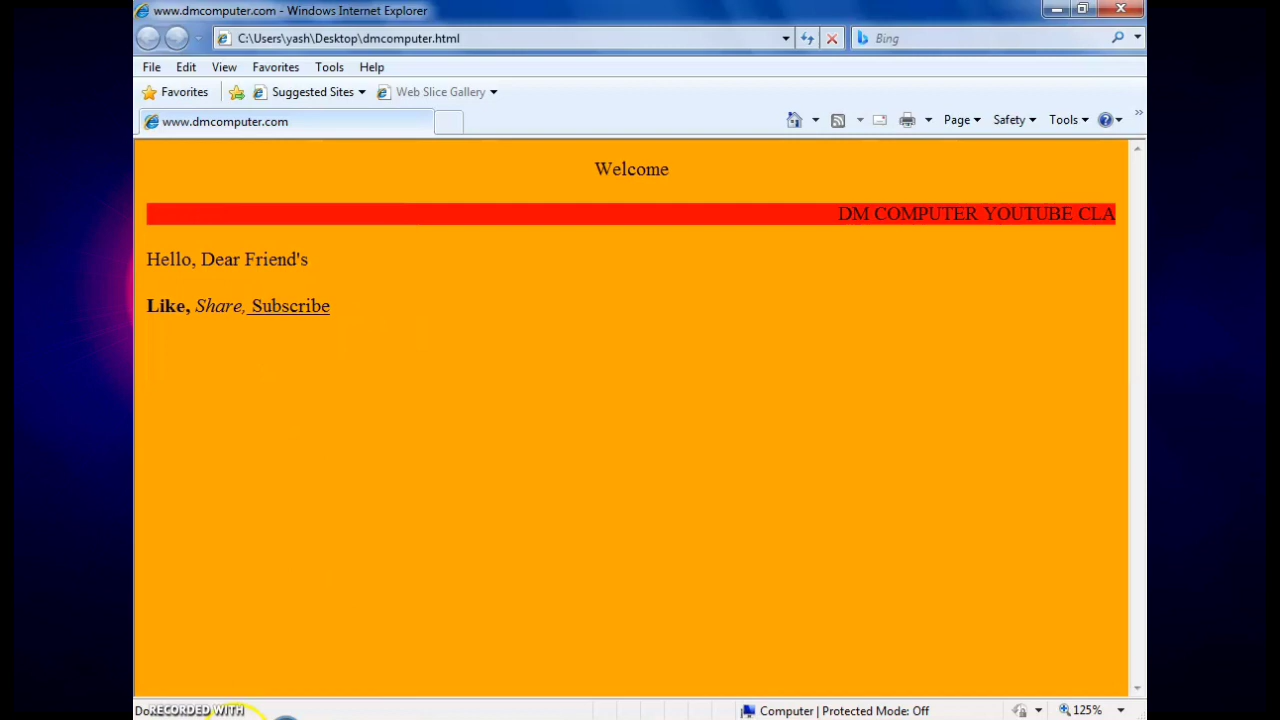 www.dmcomputer.com - Windows Internet Explorer
C:\Users\yash\Desktop\dmcomputer.html
Bing
File Edit View Favorites Tools Help
Favorites Suggested Sites Web Slice Gallery
www.dmcomputer.com Page Safety Tools
Welcome
DM COMPUTER YOUTUBE CLA
Hello, Dear Friend's
Like, Share, Subscribe
RECORDED WITH
Computer | Protected Mode: Off 125%